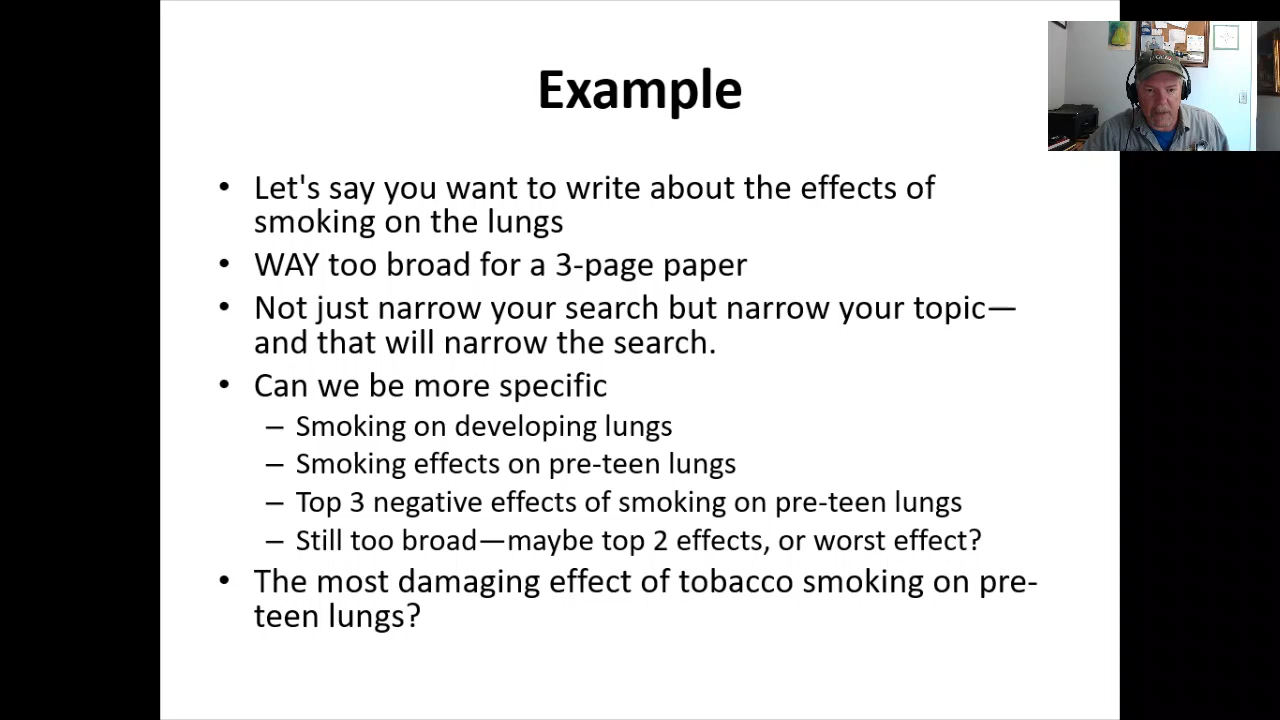 Example
• Let's say you want to write about the effects of
smoking on the lungs
• WAY too broad for a 3-page paper
• Not just narrow your search but narrow your topic—
and that will narrow the search.
• Can we be more specific
– Smoking on developing lungs
– Smoking effects on pre-teen lungs
– Top 3 negative effects of smoking on pre-teen lungs
– Still too broad—maybe top 2 effects, or worst effect?
• The most damaging effect of tobacco smoking on pre-
teen lungs?